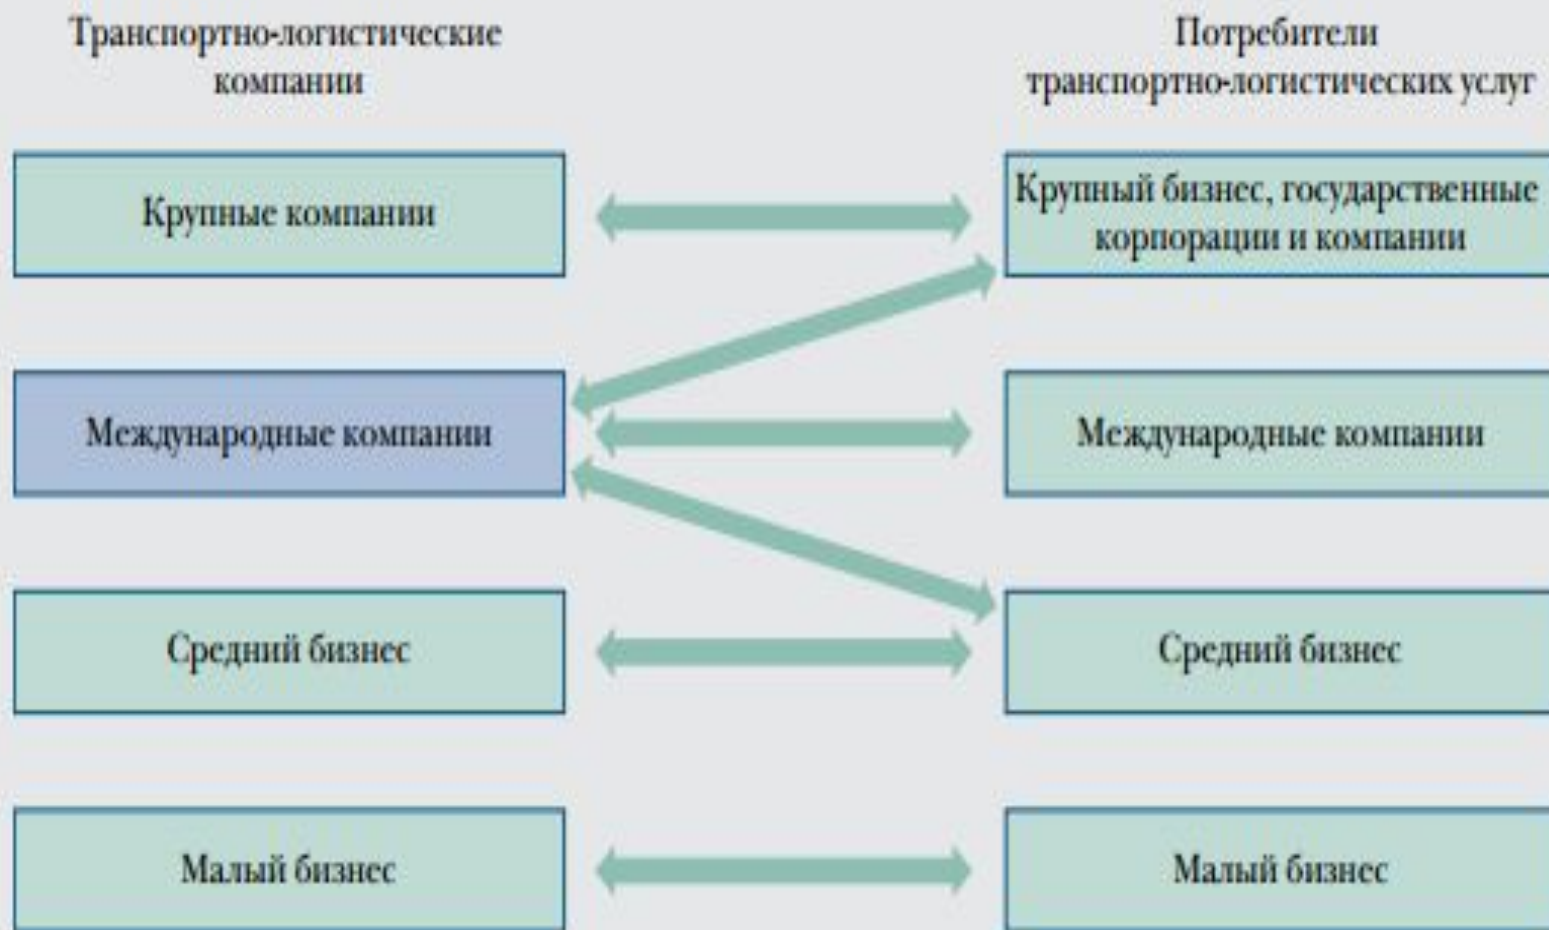 Транспортно-логистические
компании
Потребители
транспортно-логистических услуг
Крупные компании
Крупный бизнес, государственные
корпорации и компании
Международные компании
Международные компании
Средний бизнес
Средний бизнес
Малый бизнес
Малый бизнес